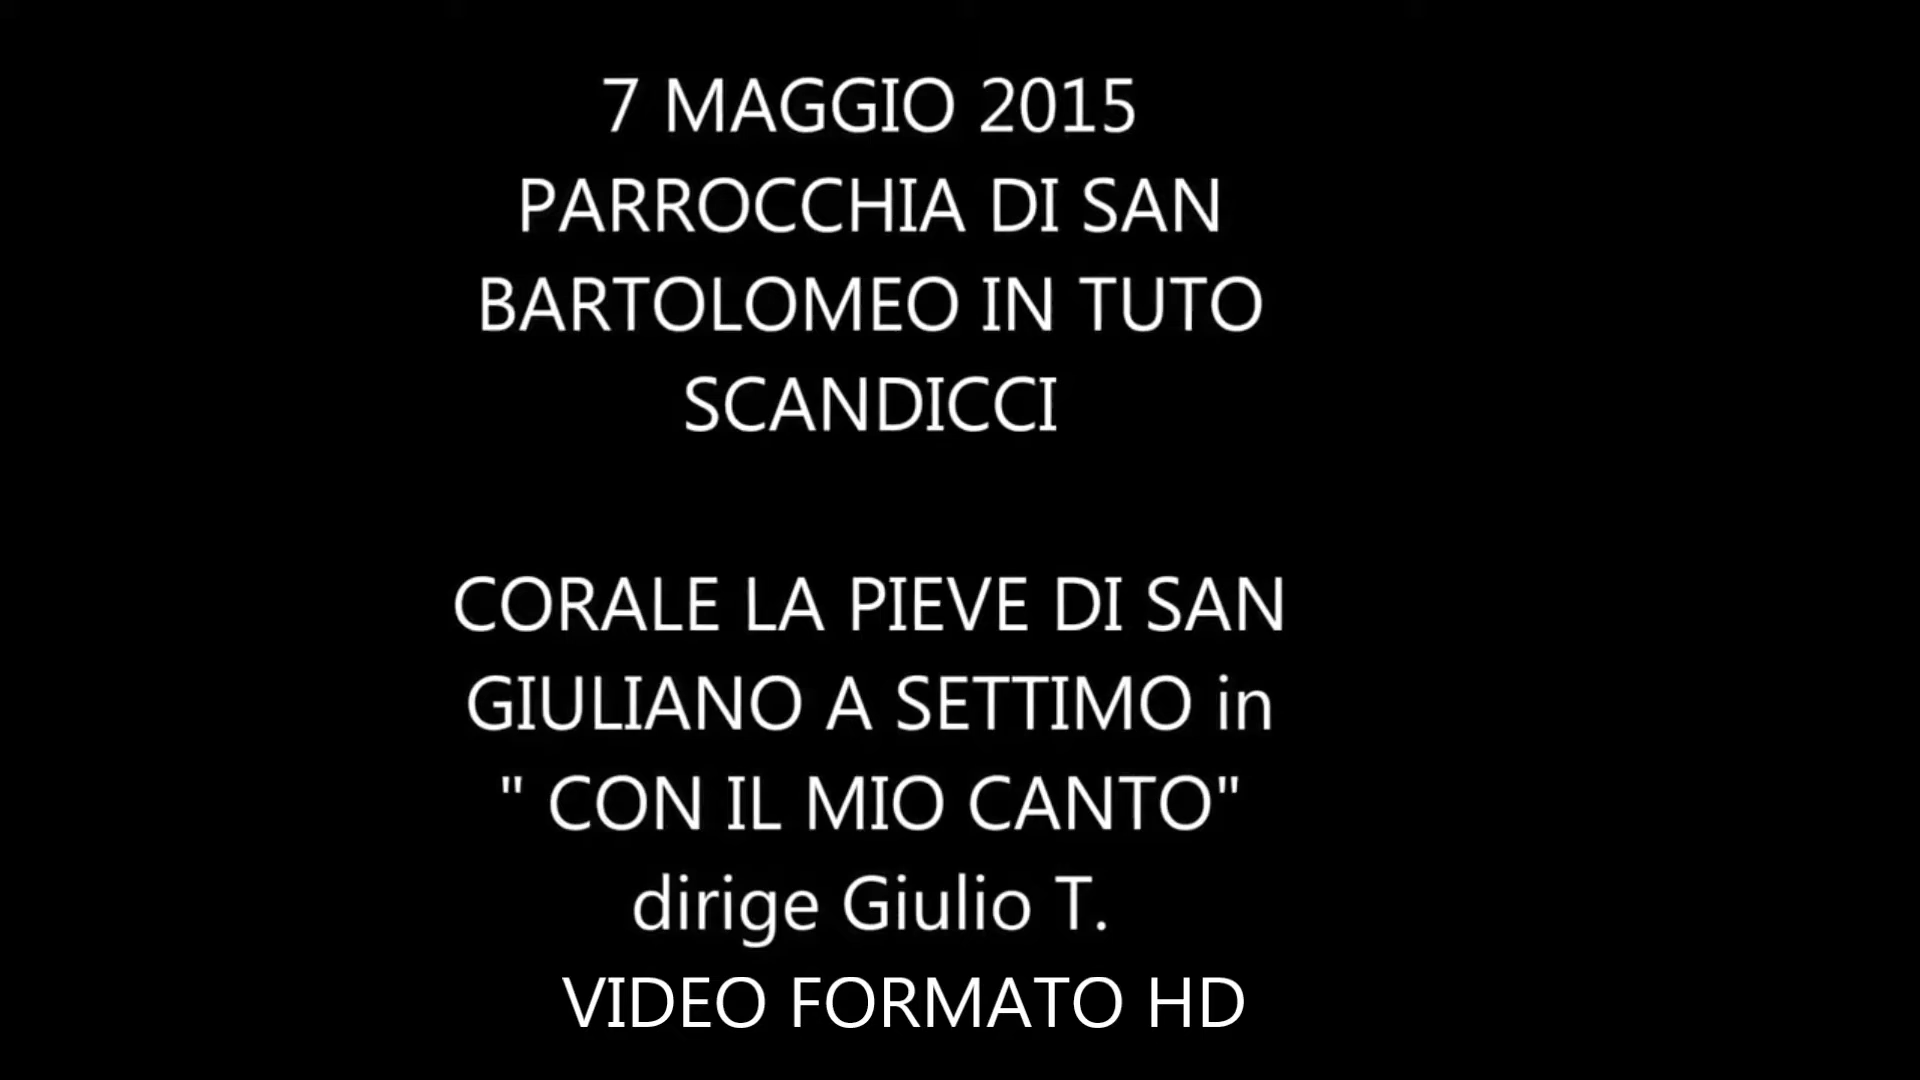 7 MAGGIO 2015
PARROCCHIA DI SAN
BARTOLOMEO IN TUTO
SCANDICCI
CORALE LA PIEVE DI SAN
GIULIANO A SETTIMO in
" CON IL MIO CANTO"
dirige Giulio T.
VIDEO FORMATO HD